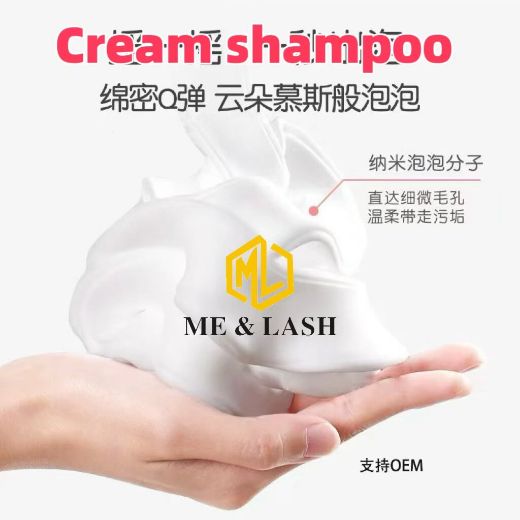 Cream shampoo
绵密Q弹 云朵慕斯般泡泡
纳米泡泡分子
直达细微毛孔
温柔带走污垢
ML
ME & LASH
支持OEM